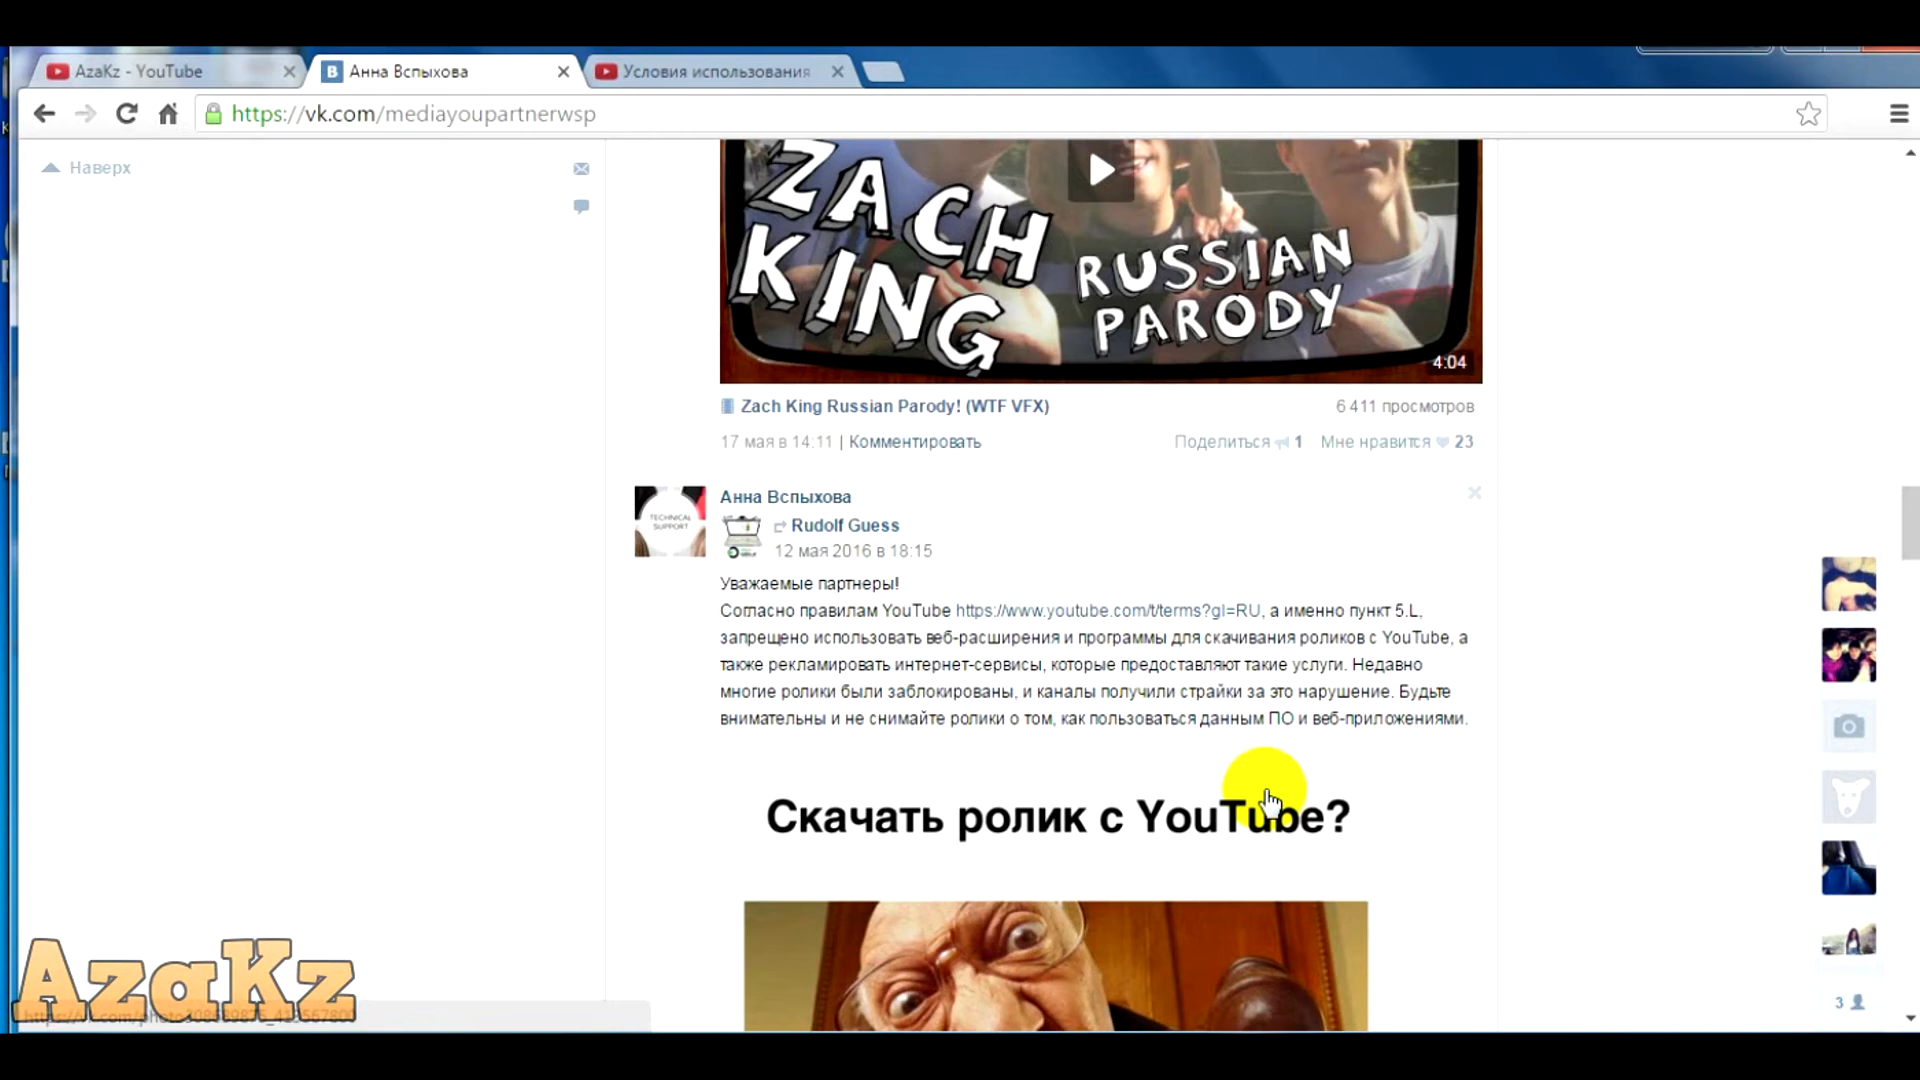 AzaKz - YouTube
Анна Вспыхова
Условия использования
https://vk.com/mediayoupartnerwsp
Наверх
ZACH KING
RUSSIAN PARODY
4:04
Zach King Russian Parody! (WTF VFX)
6 411 просмотров
17 мая в 14:11 | Комментировать
Поделиться 1 Мне нравится 23
TECHNICAL SUPPORT
Анна Вспыхова
Rudolf Guess
12 мая 2016 в 18:15
Уважаемые партнеры!
Согласно правилам YouTube https://www.youtube.com/t/terms?gl=RU, а именно пункт 5.L,
запрещено использовать веб-расширения и программы для скачивания роликов с YouTube, а
также рекламировать интернет-сервисы, которые предоставляют такие услуги. Недавно
многие ролики были заблокированы, и каналы получили страйки за это нарушение. Будьте
внимательны и не снимайте ролики о том, как пользоваться данным ПО и веб-приложениями.
Скачать ролик с YouTube?
AzaKz
3